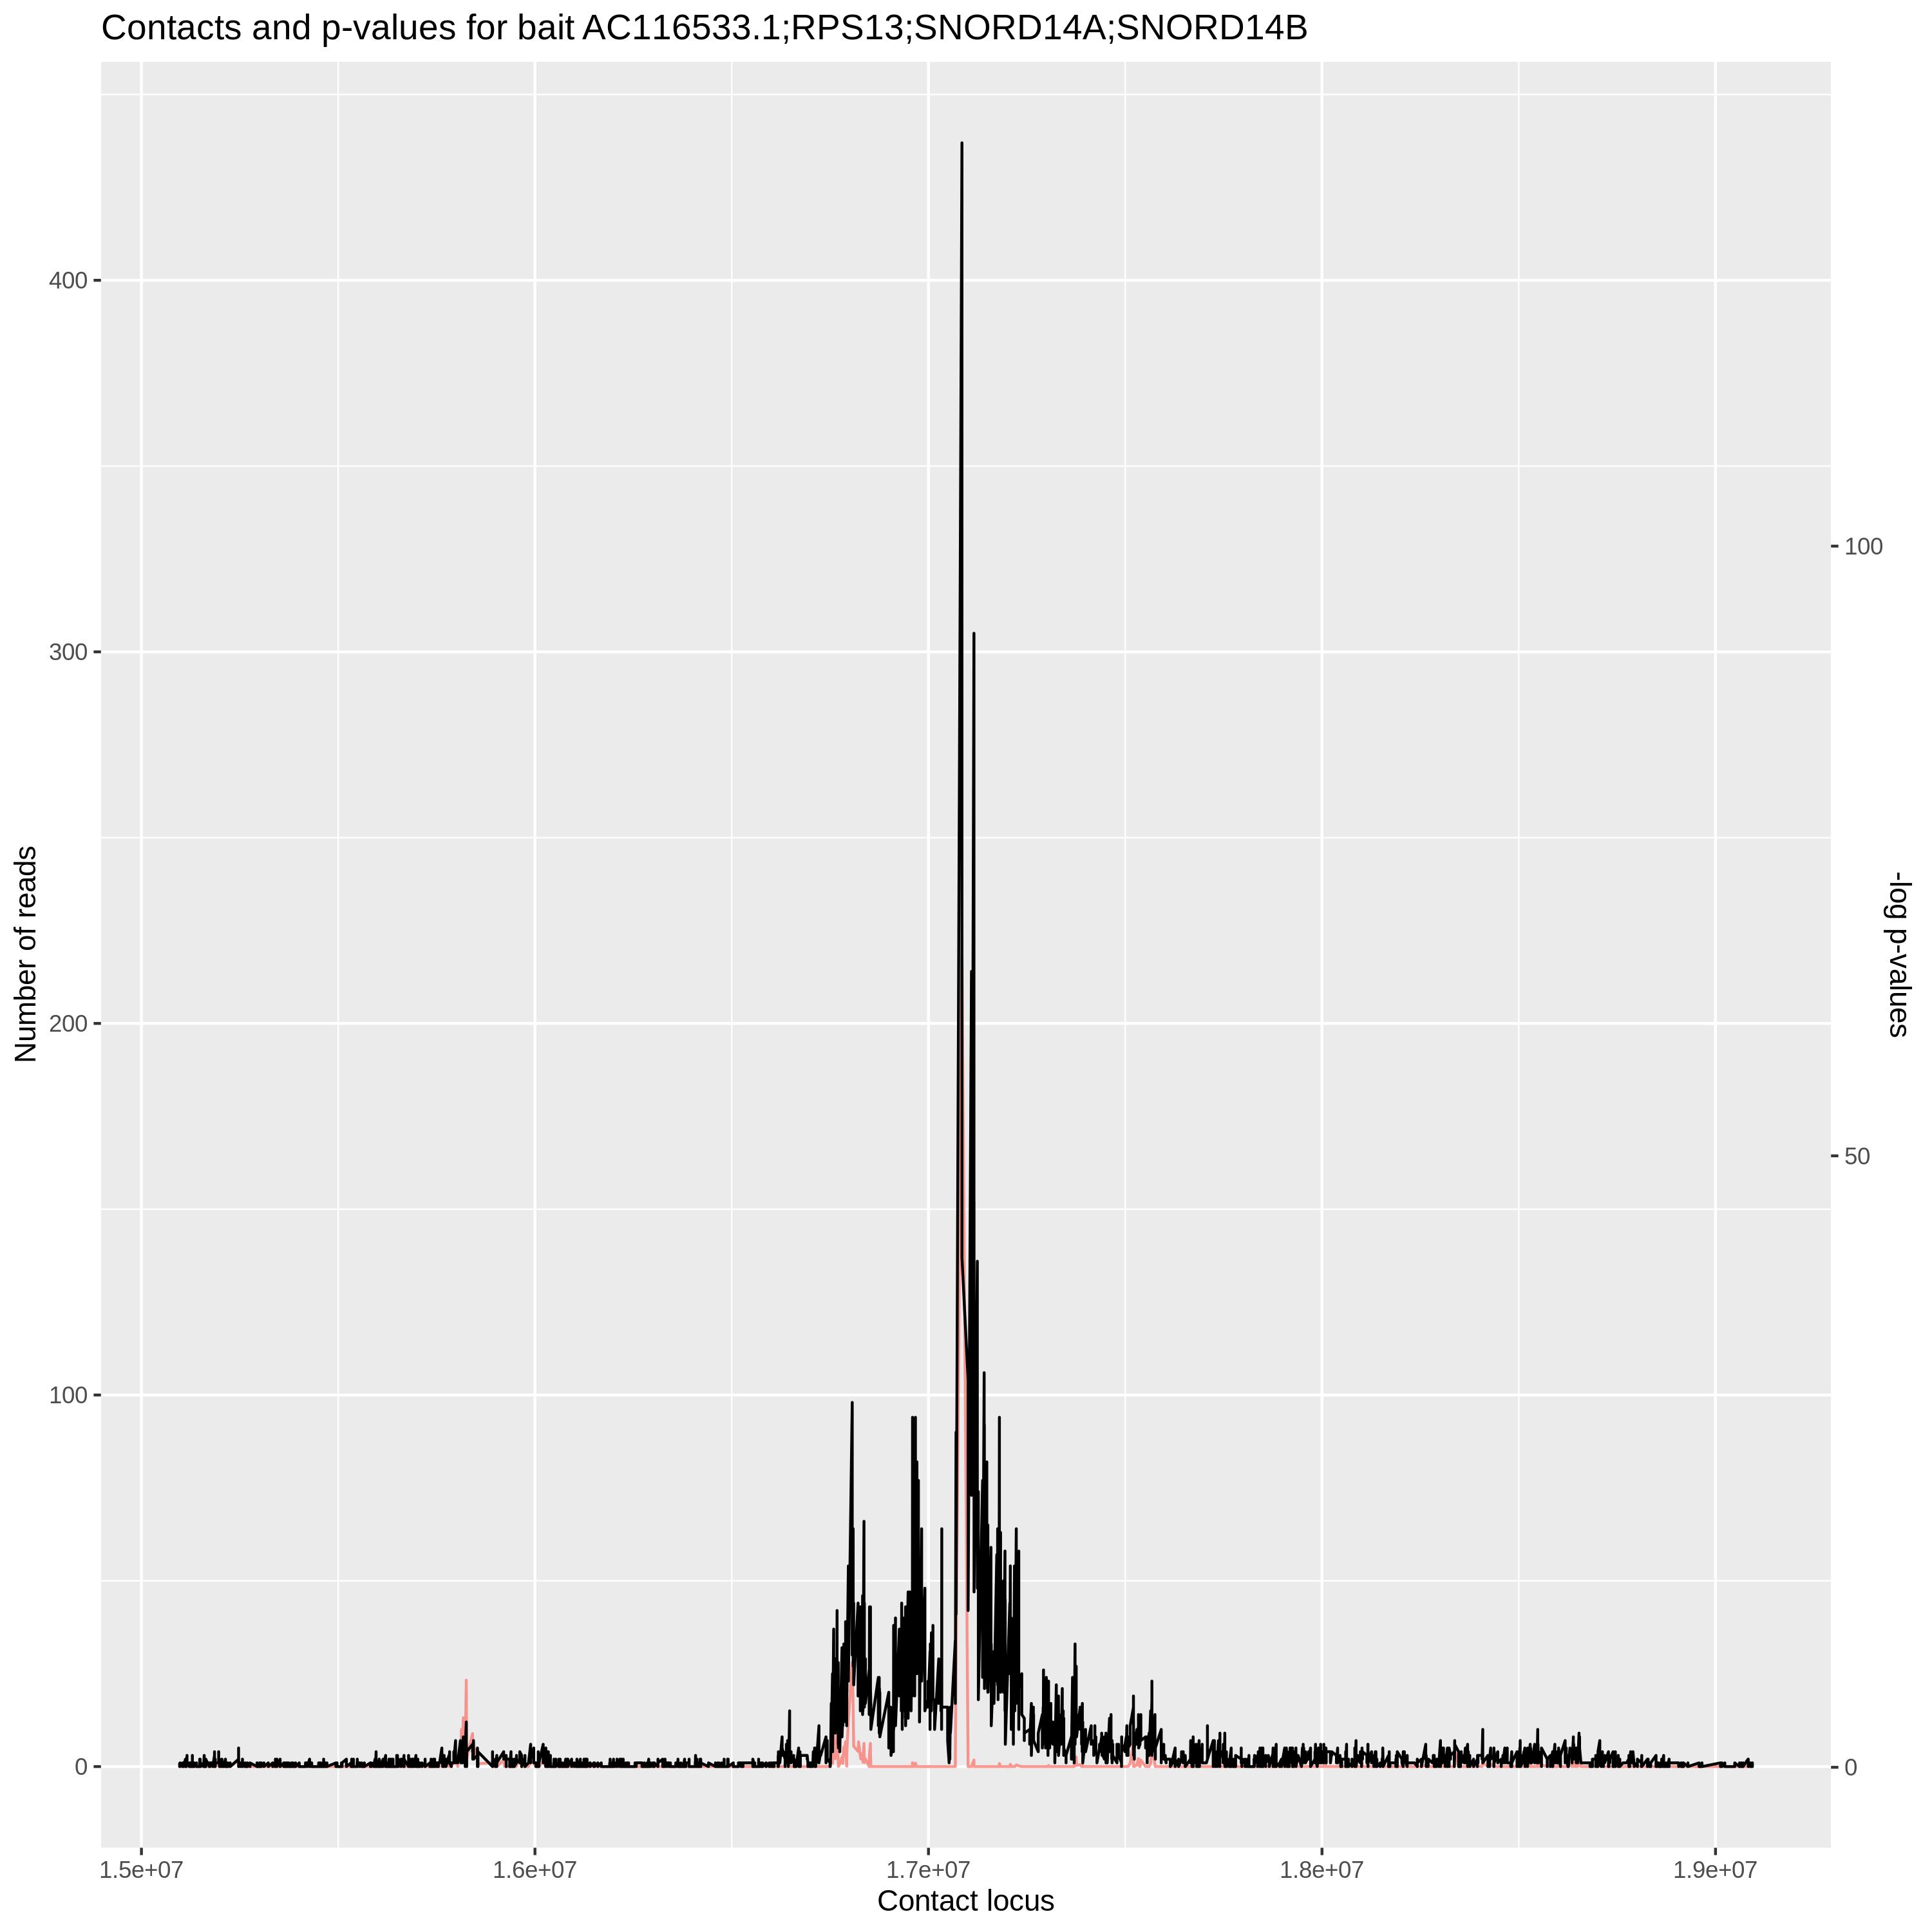 Contacts and p-values for bait AC116533.1;RPS13;SNORD14A;SNORD14B
400
300
200
100
0
Number of reads
100
50
0
-log p-values
1.5e+07
1.6e+07
1.7e+07
1.8e+07
1.9e+07
Contact locus